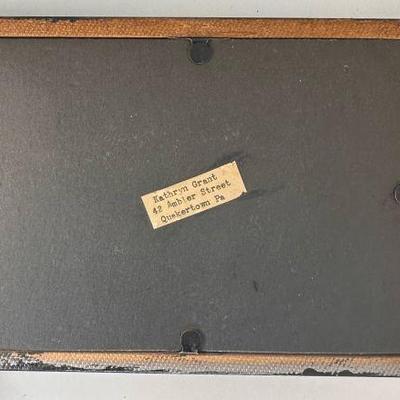 Kathryn Grant
42 Ambler Street
Quakertown Pa